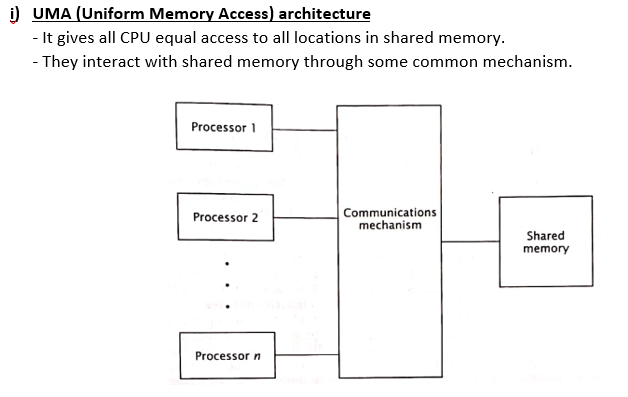 i) UMA (Uniform Memory Access) architecture
- It gives all CPU equal access to all locations in shared memory.
- They interact with shared memory through some common mechanism.
Processor 1
Processor 2
Communications
mechanism
Shared
memory
Processor n